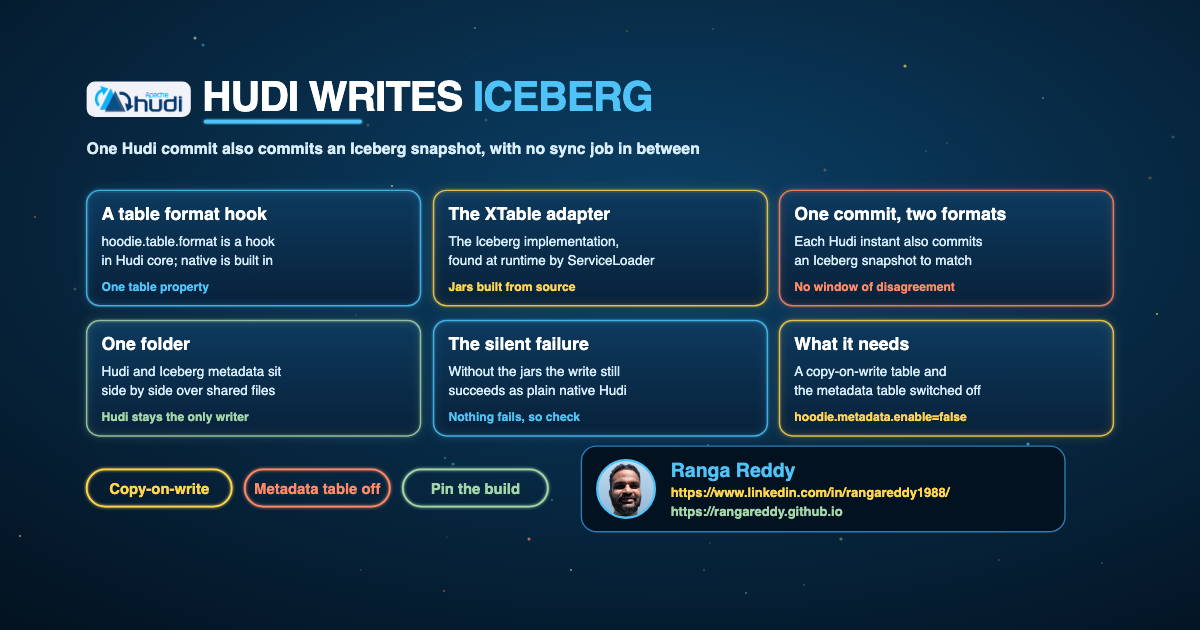 Apache
hudi
HUDI WRITES ICEBERG
One Hudi commit also commits an Iceberg snapshot, with no sync job in between
A table format hook
hoodie.table.format is a hook
in Hudi core; native is built in
One table property
The XTable adapter
The Iceberg implementation,
found at runtime by ServiceLoader
Jars built from source
One commit, two formats
Each Hudi instant also commits
an Iceberg snapshot to match
No window of disagreement
One folder
Hudi and Iceberg metadata sit
side by side over shared files
Hudi stays the only writer
The silent failure
Without the jars the write still
succeeds as plain native Hudi
Nothing fails, so check
What it needs
A copy-on-write table and
the metadata table switched off
hoodie.metadata.enable=false
Copy-on-write
Metadata table off
Pin the build
Ranga Reddy
https://www.linkedin.com/in/rangareddy1988/
https://rangareddy.github.io